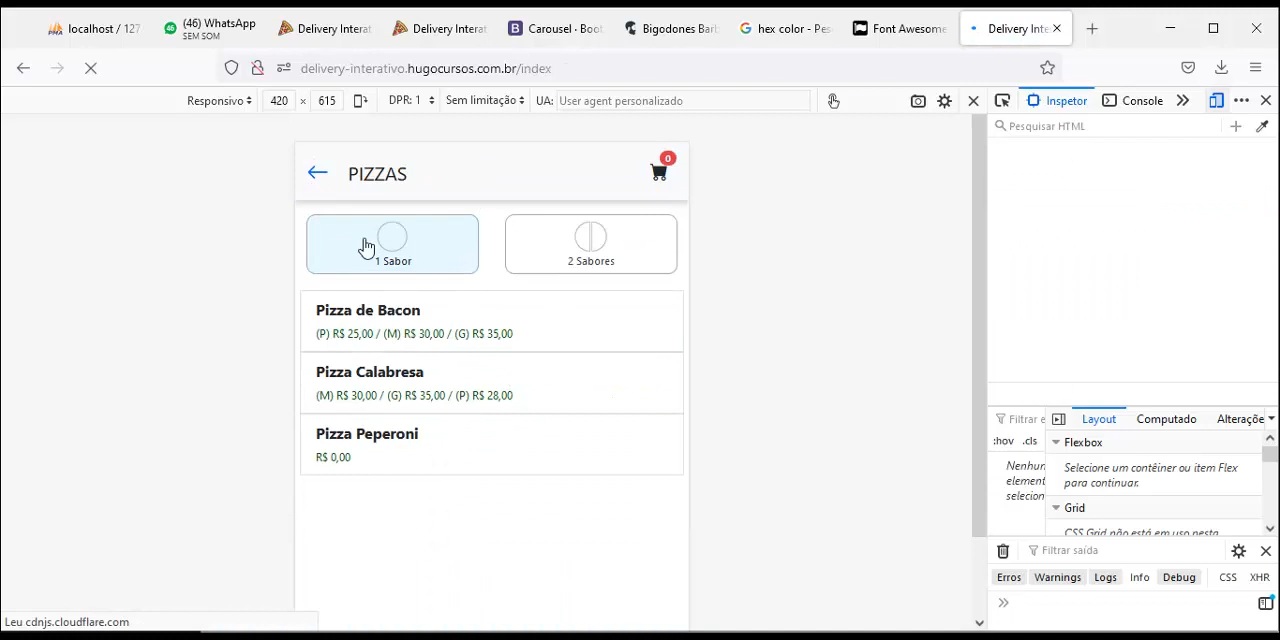 localhost / 127
(46) WhatsApp
SEM SOM
Delivery Interat
Delivery Interat
Carousel - Boot
Bigodones Barb
hex color - Pes
Font Awesome
Delivery Inte
delivery-interativo.hugocursos.com.br/index
Responsivo
420 × 615
DPR: 1
Sem limitação
UA: User agent personalizado
Inspetor
Console
Pesquisar HTML
PIZZAS
0
1 Sabor
2 Sabores
Pizza de Bacon
(P) R$ 25,00 / (M) R$ 30,00 / (G) R$ 35,00
Pizza Calabresa
(M) R$ 30,00 / (G) R$ 35,00 / (P) R$ 28,00
Pizza Peperoni
R$ 0,00
Filtrar e
Layout
Computado
Alteraçõe
:hov .cls
Nenhun
elemento
selecion
Flexbox
Selecione um contêiner ou item Flex
para continuar.
Grid
CSS Grid não está em uso nesta
Filtrar saída
Erros
Warnings
Logs
Info
Debug
CSS
XHR
Leu cdnjs.cloudflare.com